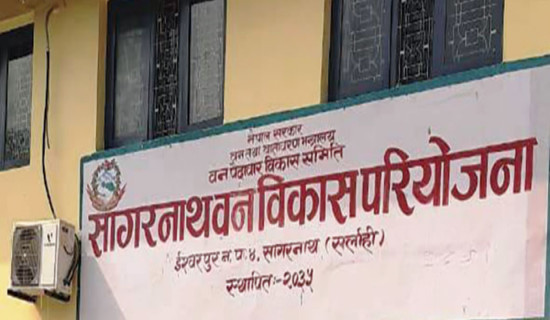 नेपाल सरकार
वन तथा वातावरण मन्त्रालय
वन पैदावार विकास समिति
सागरनाथ वन विकास परियोजना
ईश्वरपुर न.पा.४, सागरनाथ (सर्लाही)
स्थापितः-२०३५